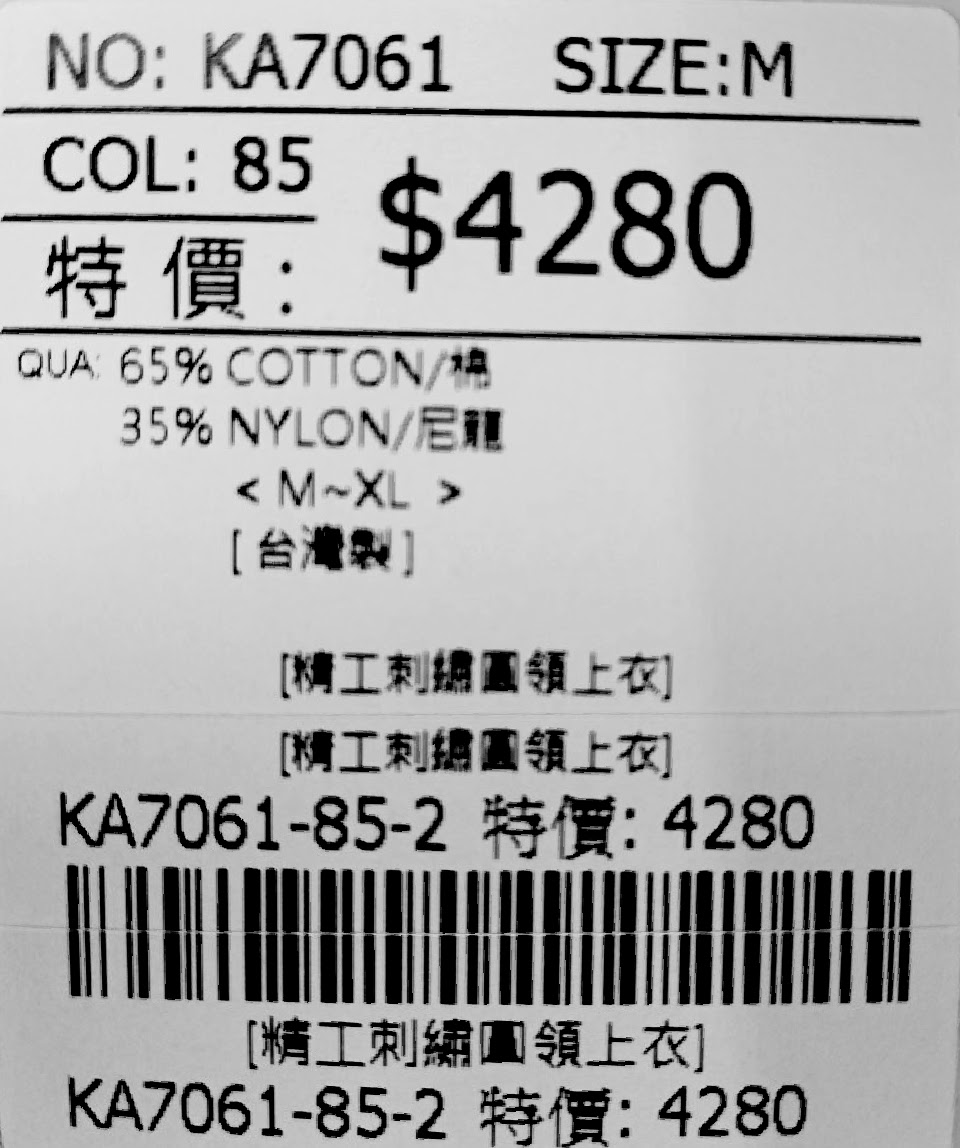 NO: KA7061 SIZE:M
COL: 85
$4280
特價:
QUA: 65% COTTON/棉
35% NYLON/尼龍
< M~XL >
[台灣製]
[精工刺繡圓領上衣]
[精工刺繡圓領上衣]
KA7061-85-2 特價: 4280
[精工刺繡圓領上衣]
KA7061-85-2 特價: 4280